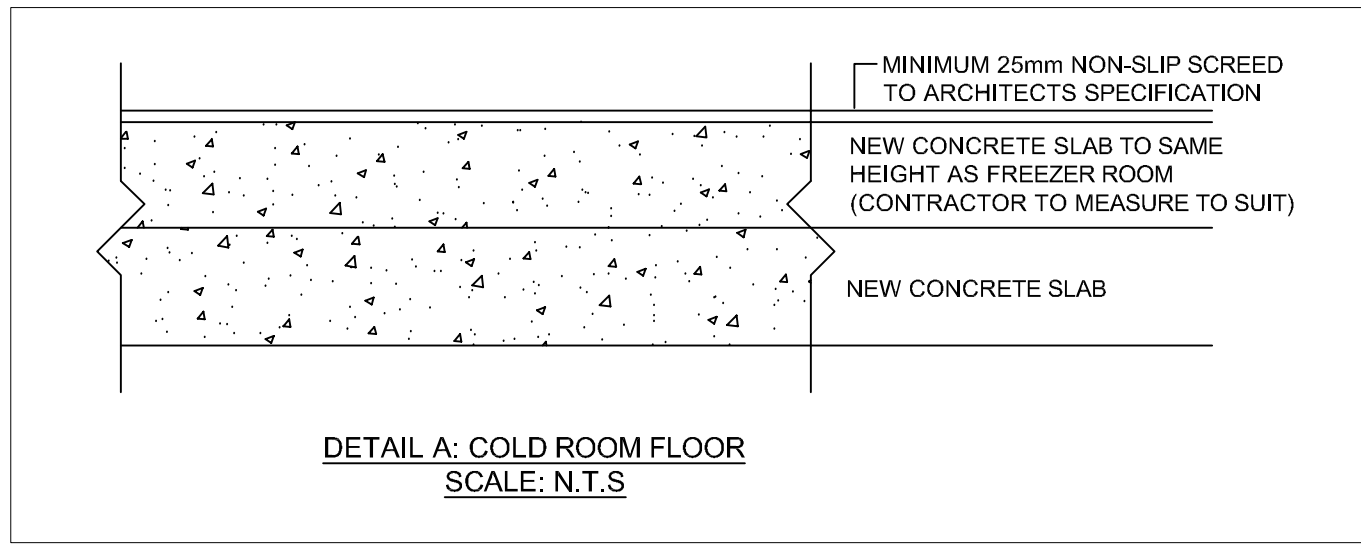 MINIMUM 25mm NON-SLIP SCREED
TO ARCHITECTS SPECIFICATION
NEW CONCRETE SLAB TO SAME
HEIGHT AS FREEZER ROOM
(CONTRACTOR TO MEASURE TO SUIT)
NEW CONCRETE SLAB
DETAIL A: COLD ROOM FLOOR
SCALE: N.T.S